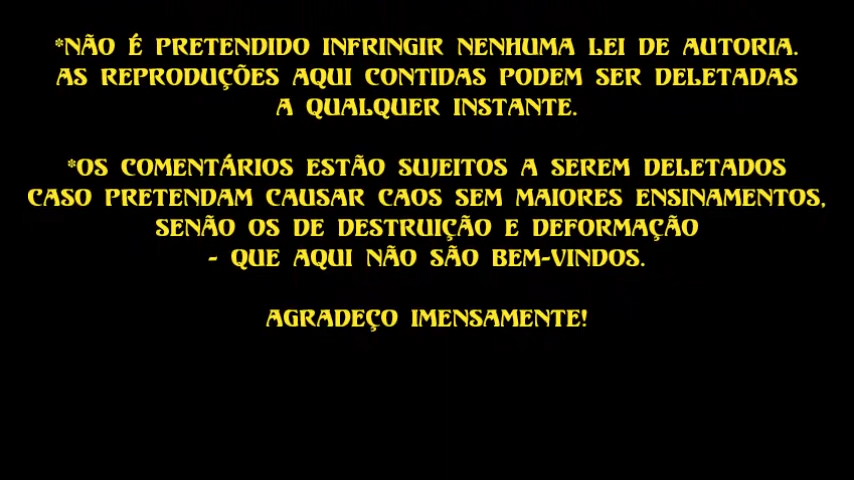 *NÃO É PRETENDIDO INFRINGIR NENHUMA LEI DE AUTORIA.
AS REPRODUÇÕES AQUI CONTIDAS PODEM SER DELETADAS
A QUALQUER INSTANTE.
*OS COMENTÁRIOS ESTÃO SUJEITOS A SEREM DELETADOS
CASO PRETENDAM CAUSAR CAOS SEM MAIORES ENSINAMENTOS,
SENÃO OS DE DESTRUIÇÃO E DEFORMAÇÃO
- QUE AQUI NÃO SÃO BEM-VINDOS.
AGRADEÇO IMENSAMENTE!